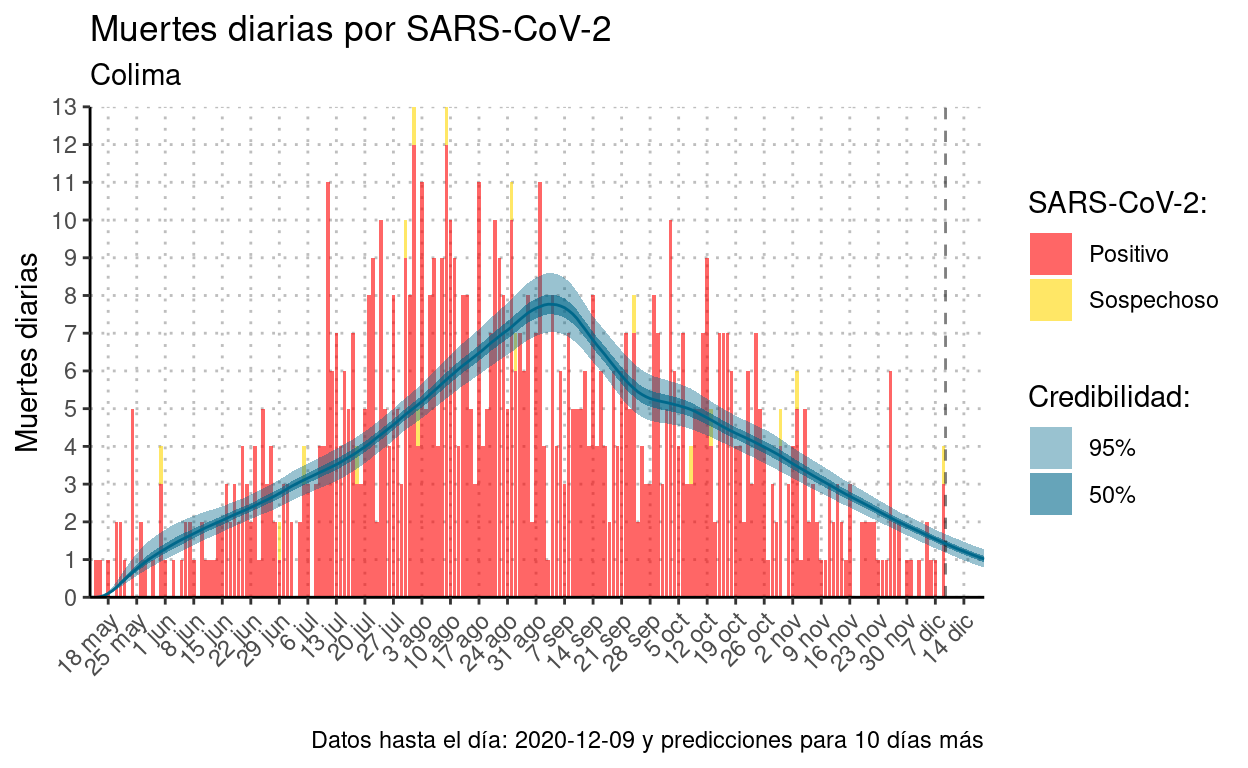 Muertes diarias por SARS-CoV-2
Colima
Muertes diarias
13
12
11
10
9
8
7
6
5
4
3
2
1
0
18 may
25 may
1 jun
8 jun
15 jun
22 jun
29 jun
6 jul
13 jul
20 jul
27 jul
3 ago
10 ago
17 ago
24 ago
31 ago
7 sep
14 sep
21 sep
28 sep
5 oct
12 oct
19 oct
26 oct
2 nov
9 nov
16 nov
23 nov
30 nov
7 dic
14 dic
SARS-CoV-2:
Positivo
Sospechoso
Credibilidad:
95%
50%
Datos hasta el día: 2020-12-09 y predicciones para 10 días más